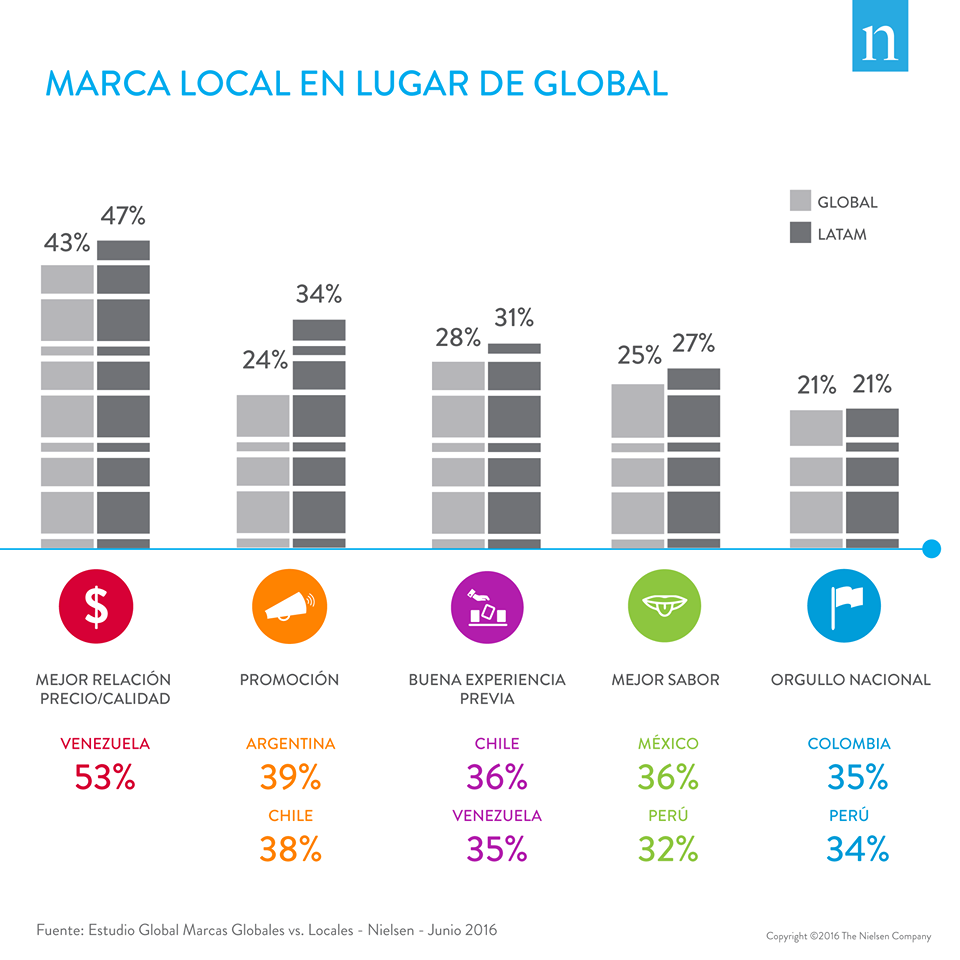 n
MARCA LOCAL EN LUGAR DE GLOBAL
GLOBAL
LATAM
43%
47%
24%
34%
28%
31%
25%
27%
21%
21%
$
MEJOR RELACIÓN
PRECIO/CALIDAD
VENEZUELA
53%
PROMOCIÓN
ARGENTINA
39%
CHILE
38%
BUENA EXPERIENCIA
PREVIA
CHILE
36%
VENEZUELA
35%
MEJOR SABOR
MÉXICO
36%
PERÚ
32%
ORGULLO NACIONAL
COLOMBIA
35%
PERÚ
34%
Fuente: Estudio Global Marcas Globales vs. Locales - Nielsen - Junio 2016
Copyright ©2016 The Nielsen Company